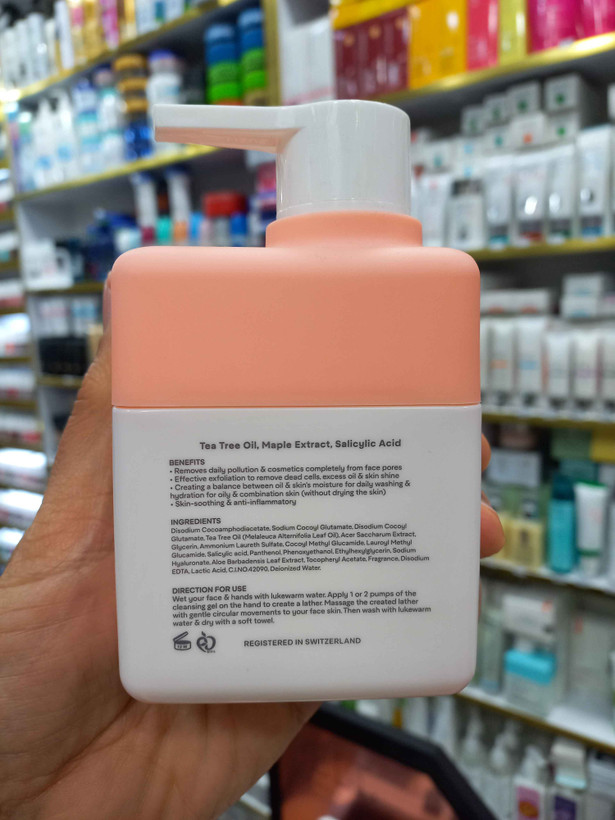 Tea Tree Oil, Maple Extract, Salicylic Acid
BENEFITS
• Removes daily pollution & cosmetics completely from face pores
• Effective exfoliation to remove dead cells, excess oil & skin shine
• Creating a balance between oil & skin's moisture for daily washing &
hydration for oily & combination skin (without drying the skin)
• Skin-soothing & anti-inflammatory
INGREDIENTS
Disodium Cocoamphodiacetate, Sodium Cocoyl Glutamate, Disodium Cocoyl
Glutamate, Tea Tree Oil (Melaleuca Alternifolia Leaf Oil), Acer Saccharum Extract,
Glycerin, Ammonium Laureth Sulfate, Cocoyl Methyl Glucamide, Lauroyl Methyl
Glucamide, Salicylic acid, Panthenol, Phenoxyethanol, Ethylhexylglycerin, Sodium
Hyaluronate, Aloe Barbadensis Leaf Extract, Tocopheryl Acetate, Fragrance, Disodium
EDTA, Lactic Acid, C.I.NO.42090, Deionized Water.
DIRECTION FOR USE
Wet your face & hands with lukewarm water. Apply 1 or 2 pumps of the
cleansing gel on the hand to create a lather. Massage the created lather
with gentle circular movements to your face skin. Then wash with lukewarm
water & dry with a soft towel.
REGISTERED IN SWITZERLAND